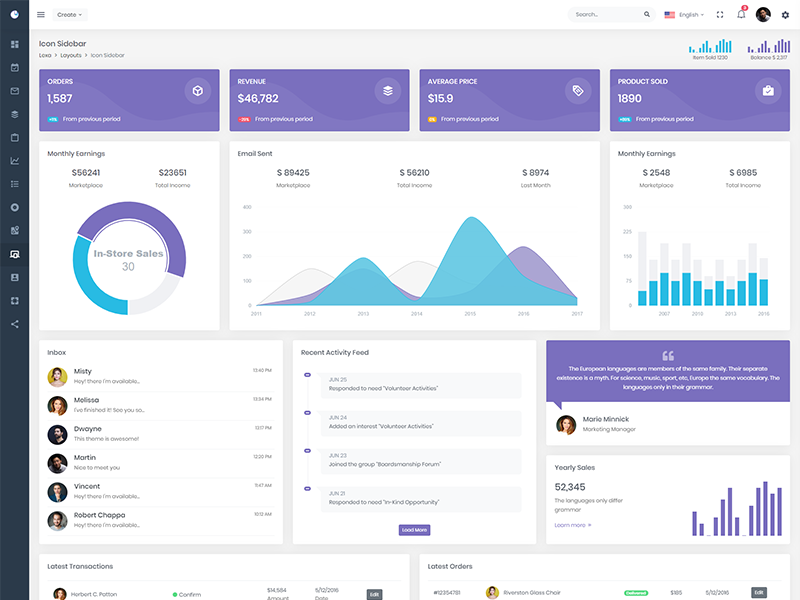 Create
Search...
English
3
Icon Sidebar
Lexa > Layouts > Icon Sidebar
Item Sold 1230
Balance $ 2,317
ORDERS
1,587
From previous period
REVENUE
$46,782
-29%
From previous period
AVERAGE PRICE
$15.9
0%
From previous period
PRODUCT SOLD
1890
+89%
From previous period
Monthly Earnings
$56241
$23651
Marketplace
Total Income
In-Store Sales
30
Email Sent
$ 89425
$ 56210
$ 8974
Marketplace
Total Income
Last Month
400
300
200
100
0
2011
2012
2013
2014
2015
2016
2017
Monthly Earnings
$ 2548
$ 6985
Marketplace
Total Income
300
225
150
75
0
2007
2010
2013
2016
Inbox
Misty
13:40 PM
Hey! there I'm available...
Melissa
13:34 PM
I've finished it! See you so...
Dwayne
13:17 PM
This theme is awesome!
Martin
12:20 PM
Nice to meet you
Vincent
11:47 AM
Hey! there I'm available...
Robert Chappa
10:12 AM
Hey! there I'm available...
Recent Activity Feed
JUN 25
Responded to need "Volunteer Activities"
JUN 24
Added an interest "Volunteer Activities"
JUN 23
Joined the group "Boardsmanship Forum"
JUN 21
Responded to need "In-Kind Opportunity"
Load More
The European languages are members of the same family. Their separate
existence is a myth. For science, music, sport, etc, Europe the same vocabulary. The
languages only in their grammar.
Marie Minnick
Marketing Manager
Yearly Sales
52,345
The languages only differ
grammar
Learn more »
Latest Transactions
Herbert C. Patton
Confirm
$14,584
Amount
5/12/2016
Date
Edit
Latest Orders
#12354781
Riverston Glass Chair
Delivered
$185
5/12/2016
Edit